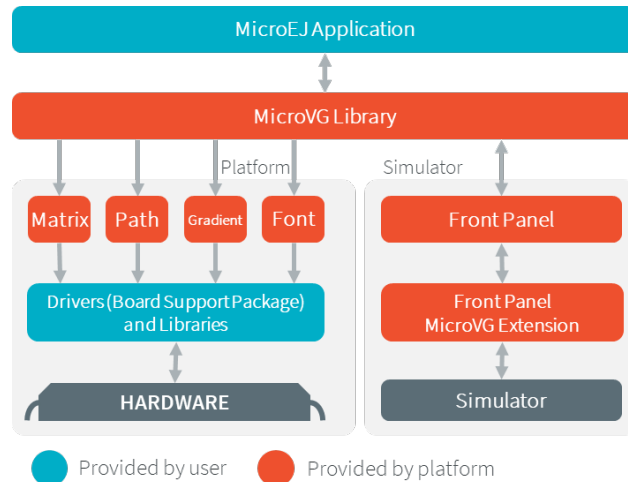 MicroEJ Application
MicroVG Library
Platform
Simulator
Matrix
Path
Gradient
Font
Front Panel
Drivers (Board Support Package)
and Libraries
Front Panel
MicroVG Extension
HARDWARE
Simulator
Provided by user
Provided by platform